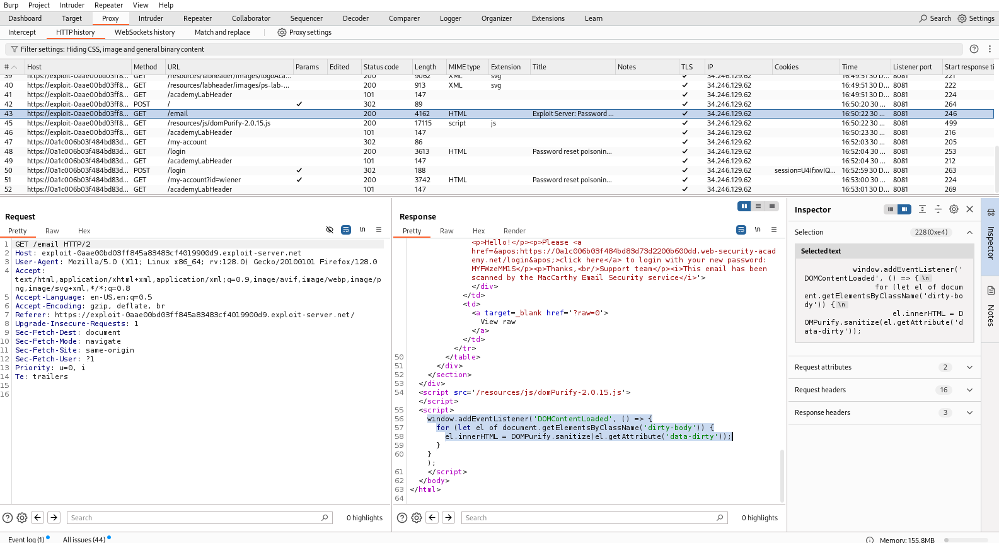 Burp Project Intruder Repeater View Help
Dashboard Target Proxy Intruder Repeater Collaborator Sequencer Decoder Comparer Logger Organizer Extensions Learn Search Settings
Intercept HTTP history WebSockets history Match and replace Proxy settings
Filter settings: Hiding CSS, image and general binary content
# Host Method URL Params Edited Status code Length MIME type Extension Title Notes TLS IP Cookies Time Listener port Start response ti
39 https://exploit-0aae00bd03ff8... GET /resources/labheader/images/logoAca... 200 9062 XML svg ✓ 34.246.129.62 16:49:51 30 D... 8081 221
40 https://exploit-0aae00bd03ff8... GET /resources/labheader/images/ps-lab-... 200 913 XML svg ✓ 34.246.129.62 16:49:51 30 D... 8081 222
41 https://exploit-0aae00bd03ff8... GET /academyLabHeader 101 147 ✓ 34.246.129.62 16:49:51 30 D... 8081 224
42 https://exploit-0aae00bd03ff8... POST / ✓ 302 89 ✓ 34.246.129.62 16:50:20 30 ... 8081 264
43 https://exploit-0aae00bd03ff8... GET /email 200 4162 HTML Exploit Server: Password ... ✓ 34.246.129.62 16:50:22 30 ... 8081 246
45 https://exploit-0aae00bd03ff8... GET /resources/js/domPurify-2.0.15.js 200 17115 script js ✓ 34.246.129.62 16:50:22 30 ... 8081 499
46 https://exploit-0aae00bd03ff8... GET /academyLabHeader 101 147 ✓ 34.246.129.62 16:50:23 30 ... 8081 216
47 https://0a1c006b03f484bd83d... GET /my-account 302 86 ✓ 34.246.129.62 16:52:03 30 ... 8081 205
48 https://0a1c006b03f484bd83d... GET /login 200 3613 HTML Password reset poisonin... ✓ 34.246.129.62 16:52:04 30 ... 8081 253
49 https://0a1c006b03f484bd83d... GET /academyLabHeader 101 147 ✓ 34.246.129.62 16:52:04 30 ... 8081 212
50 https://0a1c006b03f484bd83d... POST /login ✓ 302 188 ✓ 34.246.129.62 session=U4IfxwIQ... 16:52:59 30 D... 8081 263
51 https://0a1c006b03f484bd83d... GET /my-account?id=wiener ✓ 200 3742 HTML Password reset poisonin... ✓ 34.246.129.62 16:53:00 30 ... 8081 224
52 https://0a1c006b03f484bd83d... GET /academyLabHeader 101 147 ✓ 34.246.129.62 16:53:01 30 D... 8081 269
Request
Pretty Raw Hex \n
1 GET /email HTTP/2
2 Host: exploit-0aae00bd03ff845a83483cf4019900d9.exploit-server.net
3 User-Agent: Mozilla/5.0 (X11; Linux x86_64; rv:128.0) Gecko/20100101 Firefox/128.0
4 Accept:
text/html,application/xhtml+xml,application/xml;q=0.9,image/avif,image/webp,image/p
ng,image/svg+xml,*/*;q=0.8
5 Accept-Language: en-US,en;q=0.5
6 Accept-Encoding: gzip, deflate, br
7 Referer: https://exploit-0aae00bd03ff845a83483cf4019900d9.exploit-server.net/
8 Upgrade-Insecure-Requests: 1
9 Sec-Fetch-Dest: document
10 Sec-Fetch-Mode: navigate
11 Sec-Fetch-Site: same-origin
12 Sec-Fetch-User: ?1
13 Priority: u=0, i
14 Te: trailers
15
16
Search 0 highlights
Response
Pretty Raw Hex Render \n
<p>Hello!</p><p>Please <a
href=&apos;https://0a1c006b03f484bd83d73d2200b600dd.web-security-acad
emy.net/login&apos;>click here</a> to login with your new password:
MYFWzeMM1S</p><p>Thanks,<br/>Support team</p><i>This email has been
scanned by the MacCarthy Email Security service</i>'>
</div>
</td>
<td>
<a target=_blank href='?raw=0'>
View raw
</a>
</td>
</tr>
50 </table>
51 </div>
52 </section>
53 </div>
54 <script src='/resources/js/domPurify-2.0.15.js'>
</script>
55 <script>
56 window.addEventListener('DOMContentLoaded', () => {
57 for (let el of document.getElementsByClassName('dirty-body')) {
58 el.innerHTML = DOMPurify.sanitize(el.getAttribute('data-dirty'));
59 }
60 }
);
61 </script>
62 </body>
63 </html>
64
Search 0 highlights
Inspector
Selection 228 (0xe4)
Selected text
window.addEventListener('
DOMContentLoaded', () => {\n
for (let el of docum
ent.getElementsByClassName('dirty-bo
dy')) {\n
el.innerHTML = D
OMPurify.sanitize(el.getAttribute('d
ata-dirty'));
Request attributes 2
Request headers 16
Response headers 3
Inspector
Notes
Event log (1) All issues (44) Memory: 155.8MB